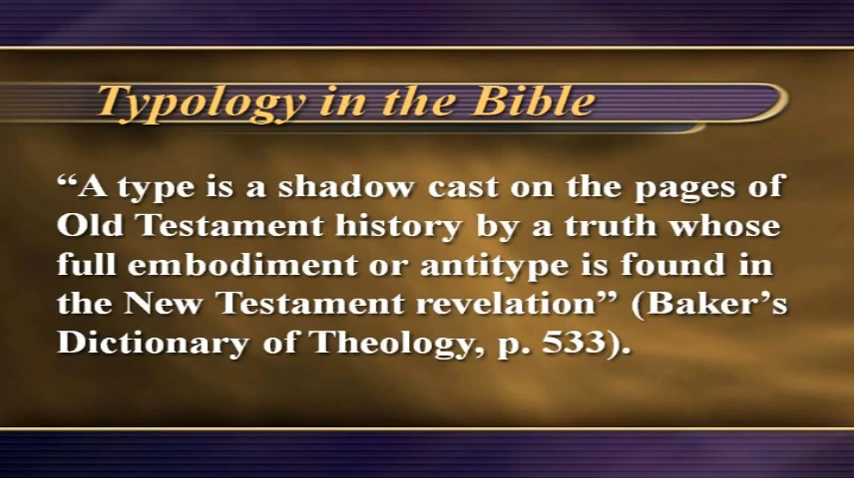 Typology in the Bible
“A type is a shadow cast on the pages of
Old Testament history by a truth whose
full embodiment or antitype is found in
the New Testament revelation” (Baker’s
Dictionary of Theology, p. 533).